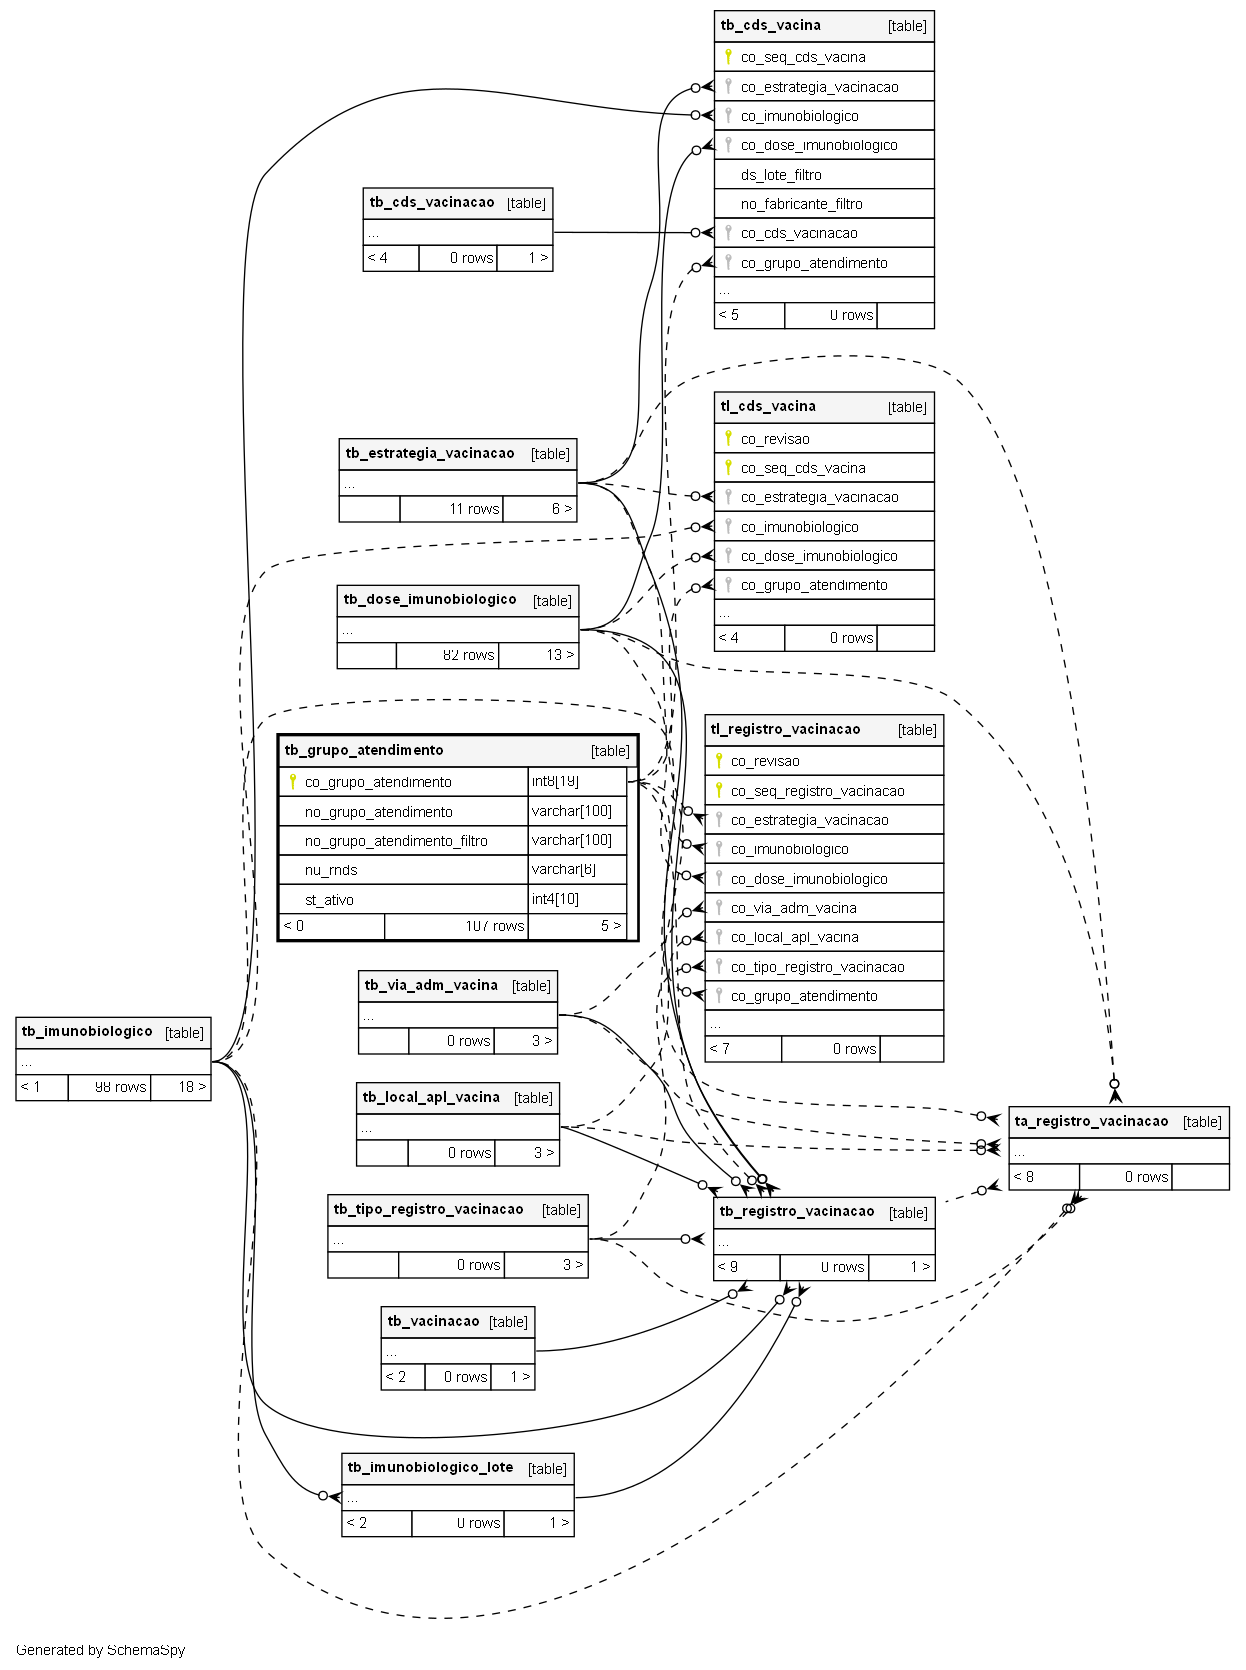 tb_cds_vacina [table]
co_seq_cds_vacina
co_estrategia_vacinacao
co_imunobiologico
co_dose_imunobiologico
ds_lote_filtro
no_fabricante_filtro
co_cds_vacinacao
co_grupo_atendimento
...
< 5 0 rows
tb_cds_vacinacao [table]
...
< 4 0 rows 1 >
tl_cds_vacina [table]
co_revisao
co_seq_cds_vacina
co_estrategia_vacinacao
co_imunobiologico
co_dose_imunobiologico
co_grupo_atendimento
...
< 4 0 rows
tb_estrategia_vacinacao [table]
...
11 rows 6 >
tb_dose_imunobiologico [table]
...
82 rows 13 >
tl_registro_vacinacao [table]
co_revisao
co_seq_registro_vacinacao
co_estrategia_vacinacao
co_imunobiologico
co_dose_imunobiologico
co_via_adm_vacina
co_local_apl_vacina
co_tipo_registro_vacinacao
co_grupo_atendimento
...
< 7 0 rows
tb_grupo_atendimento [table]
co_grupo_atendimento int8[19]
no_grupo_atendimento varchar[100]
no_grupo_atendimento_filtro varchar[100]
nu_rnds varchar[6]
st_ativo int4[10]
< 0 107 rows 5 >
tb_via_adm_vacina [table]
...
0 rows 3 >
tb_imunobiologico [table]
...
< 1 98 rows 18 >
tb_local_apl_vacina [table]
...
0 rows 3 >
ta_registro_vacinacao [table]
...
< 8 0 rows
tb_tipo_registro_vacinacao [table]
...
0 rows 3 >
tb_registro_vacinacao [table]
...
< 9 0 rows 1 >
tb_vacinacao [table]
...
< 2 0 rows 1 >
tb_imunobiologico_lote [table]
...
< 2 0 rows 1 >
Generated by SchemaSpy